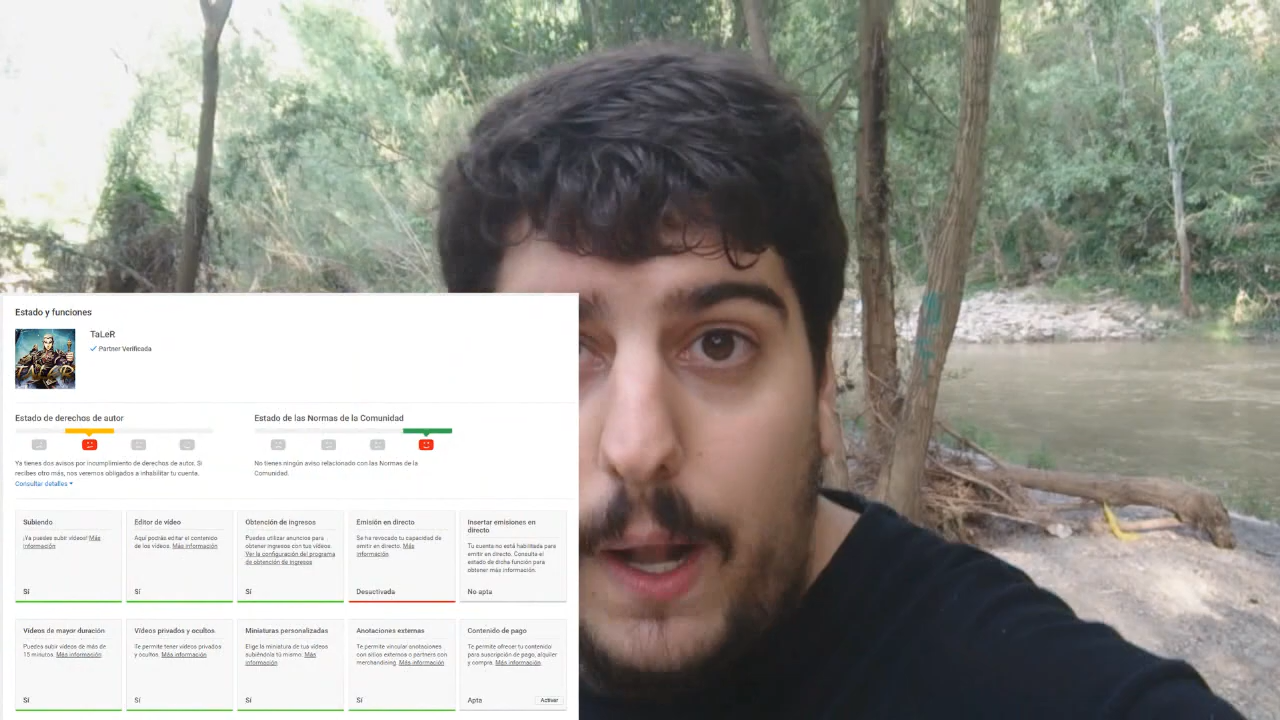 Estado y funciones
TaLeR
Partner Verificada
Estado de derechos de autor
Estado de las Normas de la Comunidad
Ya tienes dos avisos por incumplimiento de derechos de autor. Si
recibes otro más, nos veremos obligados a inhabilitar tu cuenta.
Consultar detalles
No tienes ningún aviso relacionado con las Normas de la
Comunidad.
Subiendo
¡Ya puedes subir vídeos! Más
información
Sí
Editor de vídeo
Aquí podrás editar el contenido
de los vídeos. Más información
Sí
Obtención de ingresos
Puedes utilizar anuncios para
obtener ingresos con tus vídeos.
Ver la configuración del programa
de obtención de ingresos
Sí
Emisión en directo
Se ha revocado tu capacidad de
emitir en directo. Más
información
Desactivada
Insertar emisiones en
directo
Tu cuenta no está habilitada para
emitir en directo. Consulta el
estado de dicha función para
obtener más información.
No apta
Vídeos de mayor duración
Puedes subir vídeos de más de
15 minutos. Más información
Sí
Vídeos privados y ocultos
Te permite tener vídeos privados
y ocultos. Más información
Sí
Miniaturas personalizadas
Elige la miniatura de tus vídeos
subiéndola tú mismo. Más
información
Sí
Anotaciones externas
Te permite vincular anotaciones
con sitios externos o partners con
merchandising. Más información
Sí
Contenido de pago
Te permite ofrecer tu contenido
para suscripción de pago, alquiler
y compra. Más información
Apta
Activar